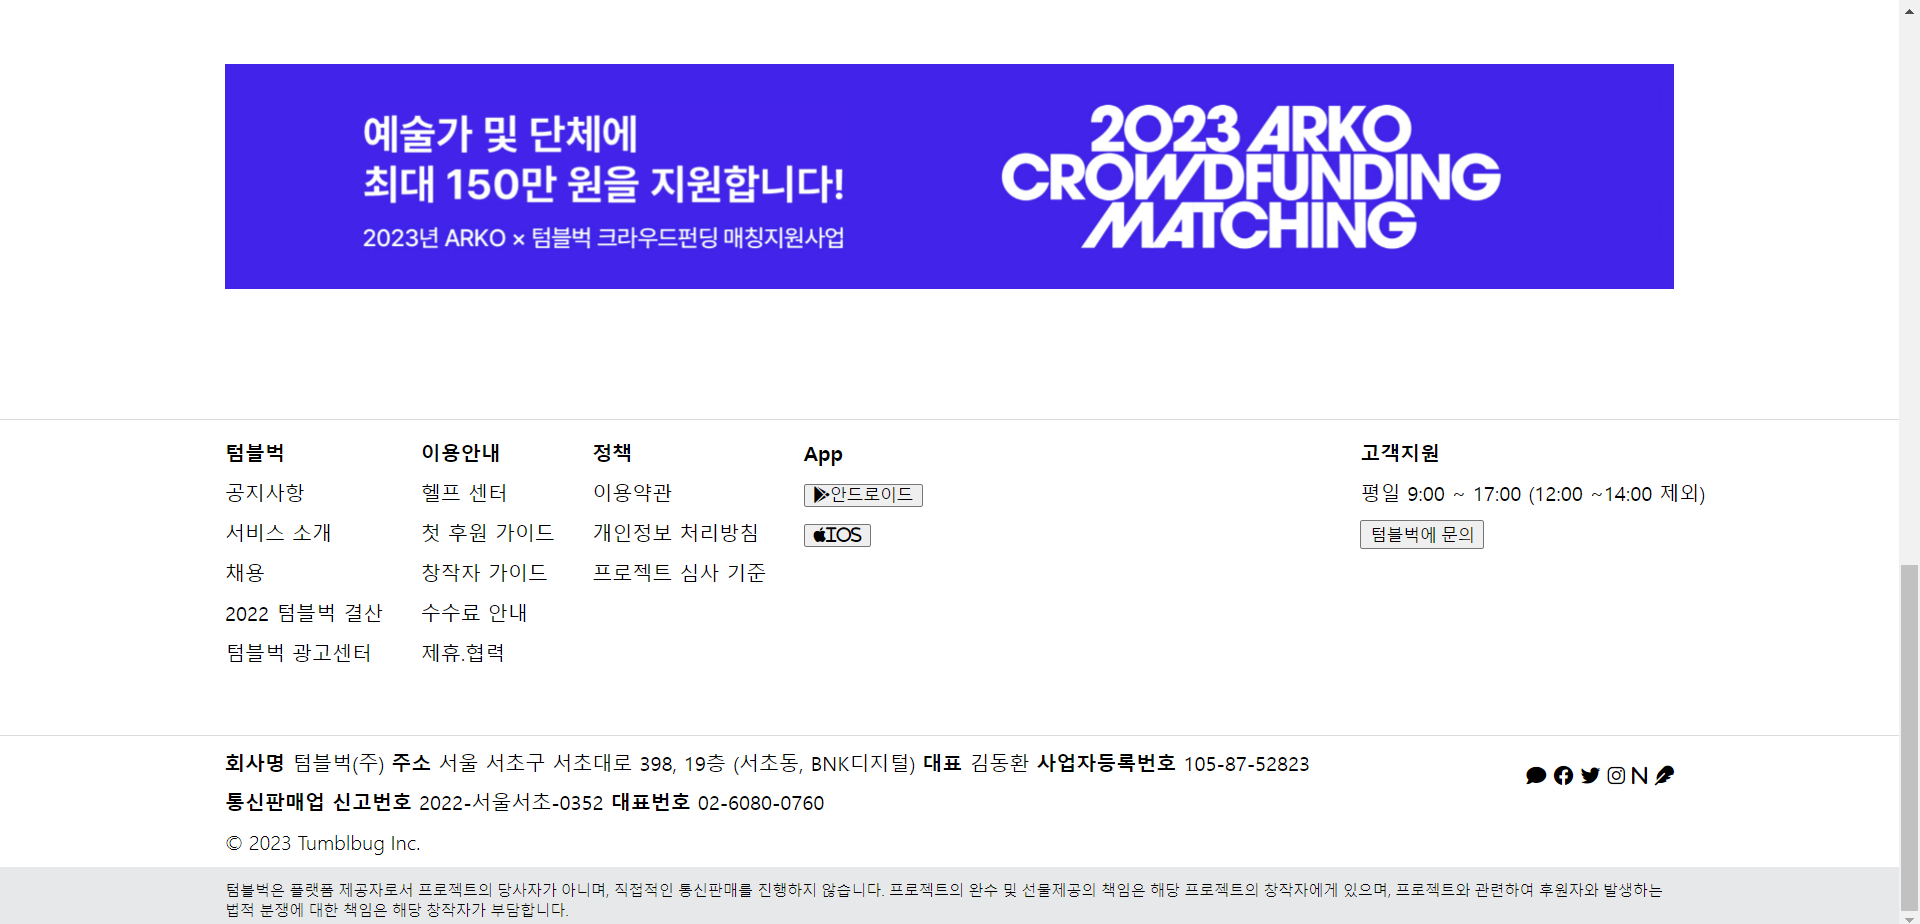 예술가 및 단체에
최대 150만 원을 지원합니다!
2023년 ARKO × 텀블벅 크라우드펀딩 매칭지원사업
2023 ARKO
CROWDFUNDING
MATCHING
텀블벅
공지사항
서비스 소개
채용
2022 텀블벅 결산
텀블벅 광고센터
이용안내
헬프 센터
첫 후원 가이드
창작자 가이드
수수료 안내
제휴.협력
정책
이용약관
개인정보 처리방침
프로젝트 심사 기준
App
안드로이드
IOS
고객지원
평일 9:00 ~ 17:00 (12:00 ~14:00 제외)
텀블벅에 문의
회사명 텀블벅(주) 주소 서울 서초구 서초대로 398, 19층 (서초동, BNK디지털) 대표 김동환 사업자등록번호 105-87-52823
통신판매업 신고번호 2022-서울서초-0352 대표번호 02-6080-0760
© 2023 Tumblbug Inc.
N
텀블벅은 플랫폼 제공자로서 프로젝트의 당사자가 아니며, 직접적인 통신판매를 진행하지 않습니다. 프로젝트의 완수 및 선물제공의 책임은 해당 프로젝트의 창작자에게 있으며, 프로젝트와 관련하여 후원자와 발생하는
법적 분쟁에 대한 책임은 해당 창작자가 부담합니다.